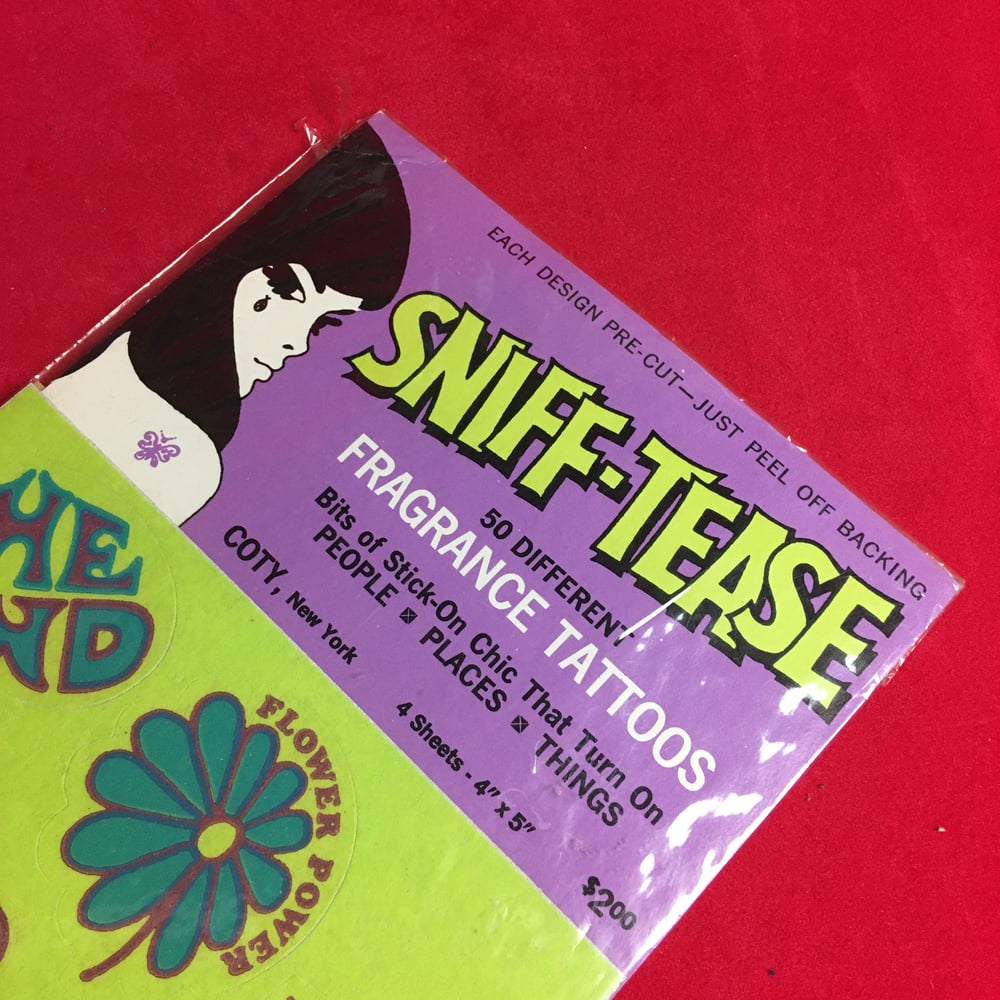 EACH DESIGN PRE-CUT—JUST PEEL OFF BACKING
SNIFF-TEASE
50 DIFFERENT
FRAGRANCE TATTOOS
Bits of Stick-On Chic That Turn On
PEOPLE ⊠ PLACES ⊠ THINGS
COTY, New York
4 Sheets - 4" x 5"
$2.00
FLOWER POWER